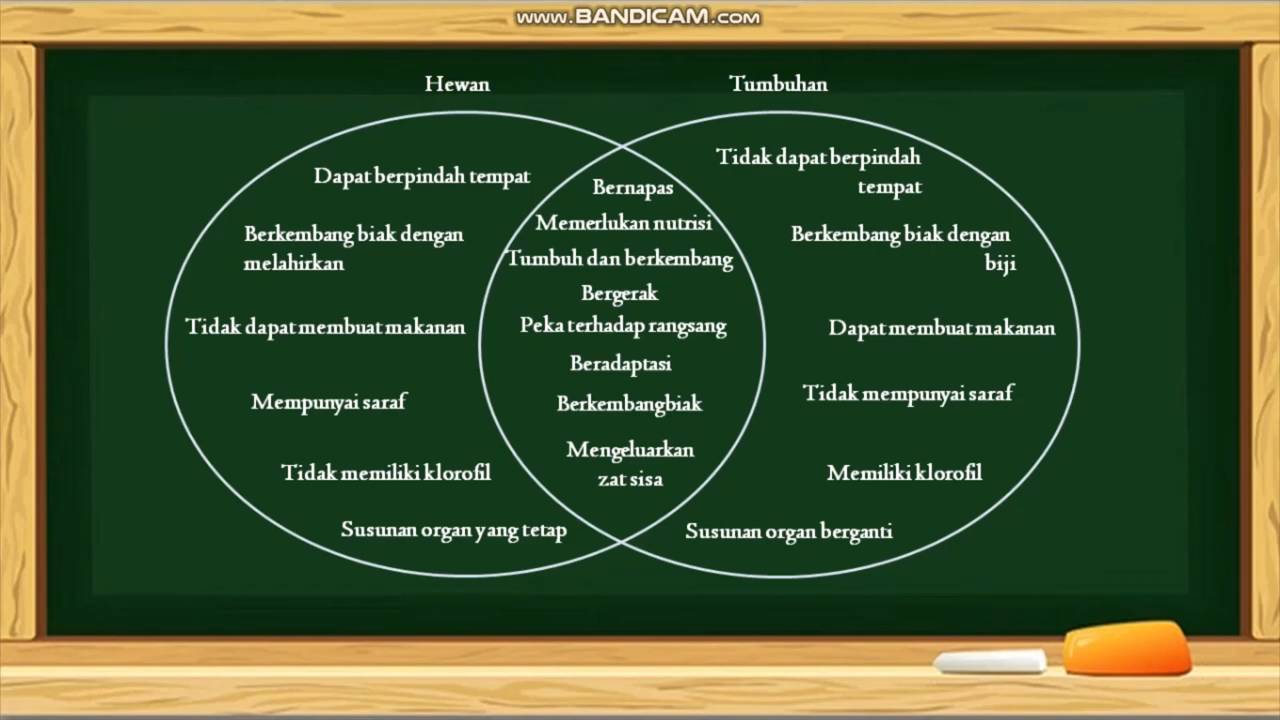 www.BANDICAM.com
Hewan
Tumbuhan
Dapat berpindah tempat
Berkembang biak dengan
melahirkan
Tidak dapat membuat makanan
Mempunyai saraf
Tidak memiliki klorofil
Susunan organ yang tetap
Bernapas
Memerlukan nutrisi
Tumbuh dan berkembang
Bergerak
Peka terhadap rangsang
Beradaptasi
Berkembangbiak
Mengeluarkan
zat sisa
Tidak dapat berpindah
tempat
Berkembang biak dengan
biji
Dapat membuat makanan
Tidak mempunyai saraf
Memiliki klorofil
Susunan organ berganti